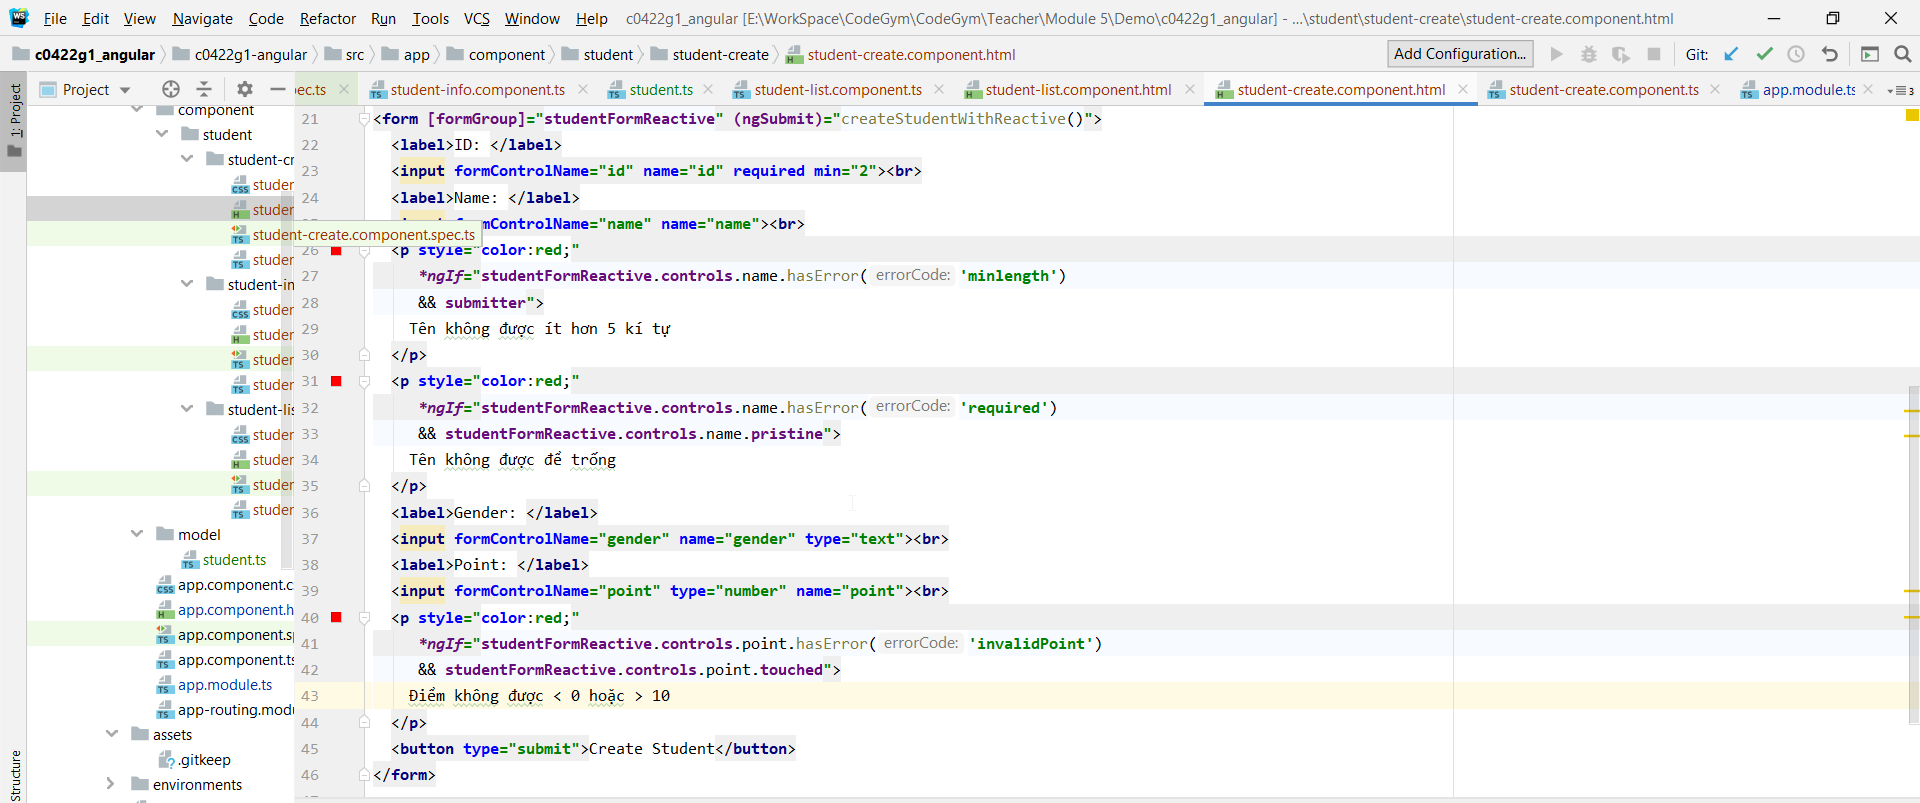 WS File Edit View Navigate Code Refactor Run Tools VCS Window Help c0422g1_angular [E:\WorkSpace\CodeGym\CodeGym\Teacher\Module 5\Demo\c0422g1_angular] - ...\student\student-create\student-create.component.html
c0422g1_angular c0422g1-angular src app component student student-create student-create.component.html Add Configuration... Git:
1: Project
Project
ec.ts student-info.component.ts student.ts student-list.component.ts student-list.component.html student-create.component.html student-create.component.ts app.module.ts 3
component
student
student-cr
studer
studer
student-create.component.spec.ts
studer
student-in
studer
studer
studer
studer
student-lis
studer
studer
studer
studer
model
student.ts
app.component.c
app.component.h
app.component.sp
app.component.ts
app.module.ts
app-routing.modu
assets
.gitkeep
environments
Structure
21 <form [formGroup]="studentFormReactive" (ngSubmit)="createStudentWithReactive()">
22 <label>ID: </label>
23 <input formControlName="id" name="id" required min="2"><br>
24 <label>Name: </label>
formControlName="name" name="name"><br>
26 <p style="color:red;"
27 *ngIf="studentFormReactive.controls.name.hasError( errorCode: 'minlength')
28 && submitter">
29 Tên không được ít hơn 5 kí tự
30 </p>
31 <p style="color:red;"
32 *ngIf="studentFormReactive.controls.name.hasError( errorCode: 'required')
33 && studentFormReactive.controls.name.pristine">
34 Tên không được để trống
35 </p>
36 <label>Gender: </label>
37 <input formControlName="gender" name="gender" type="text"><br>
38 <label>Point: </label>
39 <input formControlName="point" type="number" name="point"><br>
40 <p style="color:red;"
41 *ngIf="studentFormReactive.controls.point.hasError( errorCode: 'invalidPoint')
42 && studentFormReactive.controls.point.touched">
43 Điểm không được < 0 hoặc > 10
44 </p>
45 <button type="submit">Create Student</button>
46 </form>